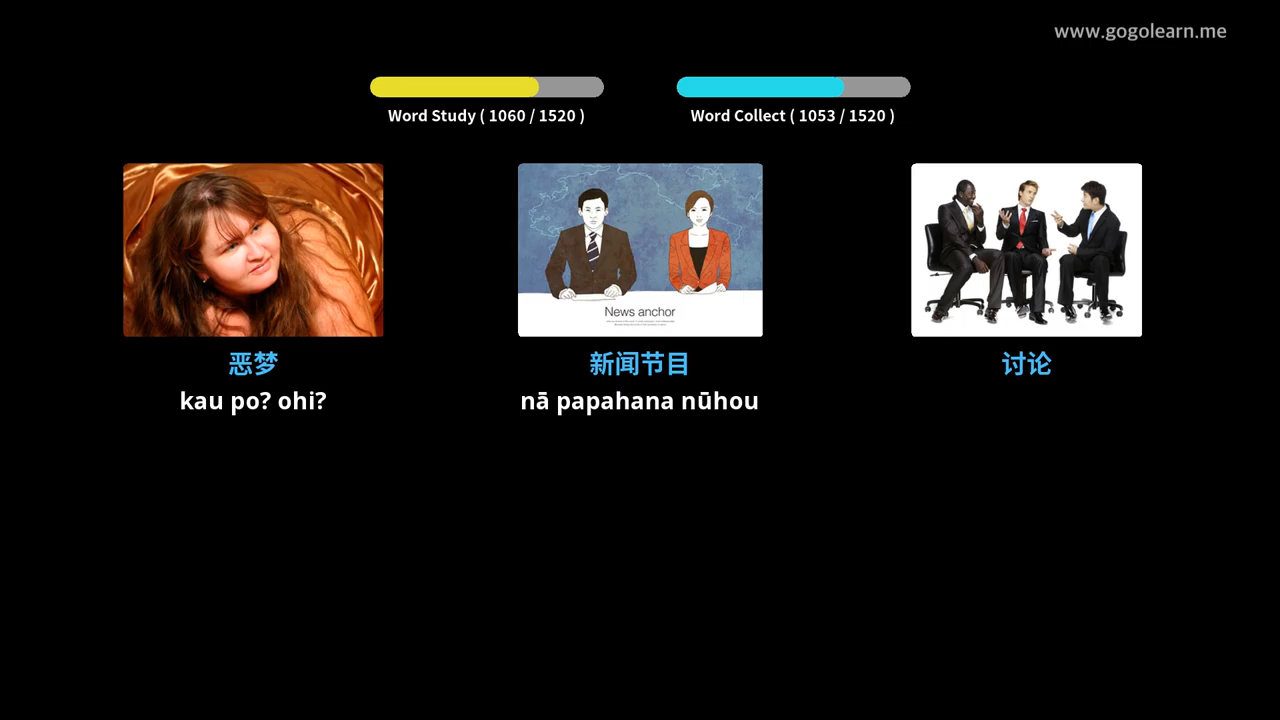 www.gogolearn.me
Word Study ( 1060 / 1520 )
Word Collect ( 1053 / 1520 )
News anchor
恶梦
新闻节目
讨论
kau po? ohi?
nā papahana nūhou